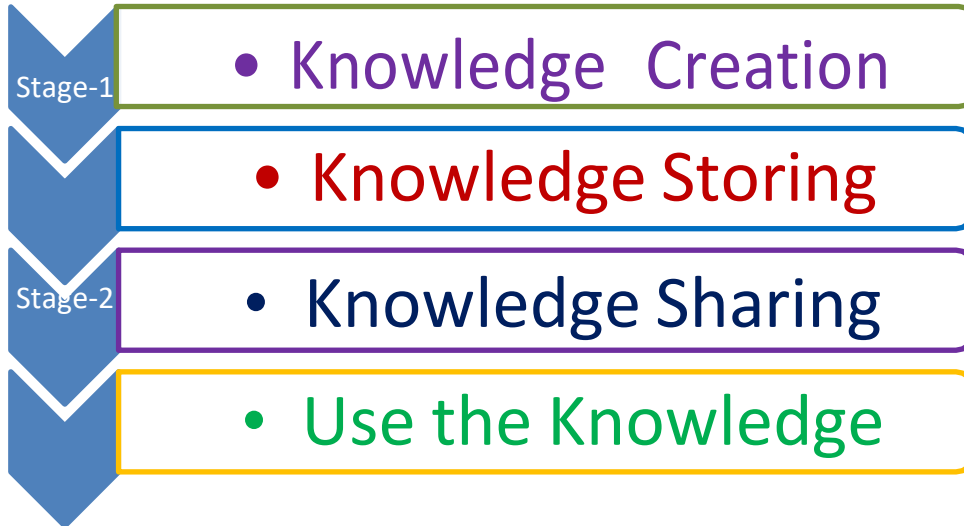 Stage-1
• Knowledge Creation
• Knowledge Storing
Stage-2
• Knowledge Sharing
• Use the Knowledge